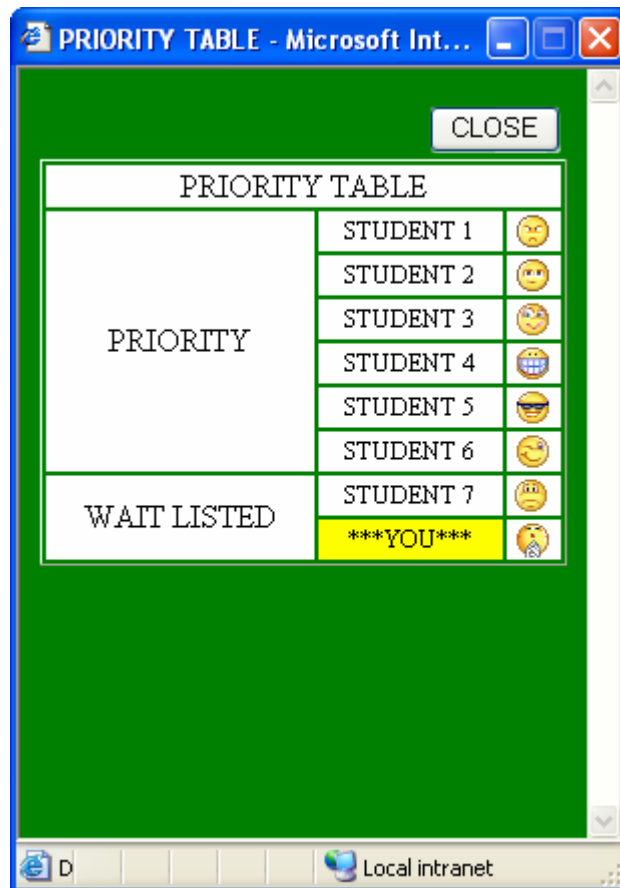 PRIORITY TABLE - Microsoft Int...
CLOSE
PRIORITY TABLE
PRIORITY
STUDENT 1
STUDENT 2
STUDENT 3
STUDENT 4
STUDENT 5
STUDENT 6
WAIT LISTED
STUDENT 7
***YOU***
D
Local intranet